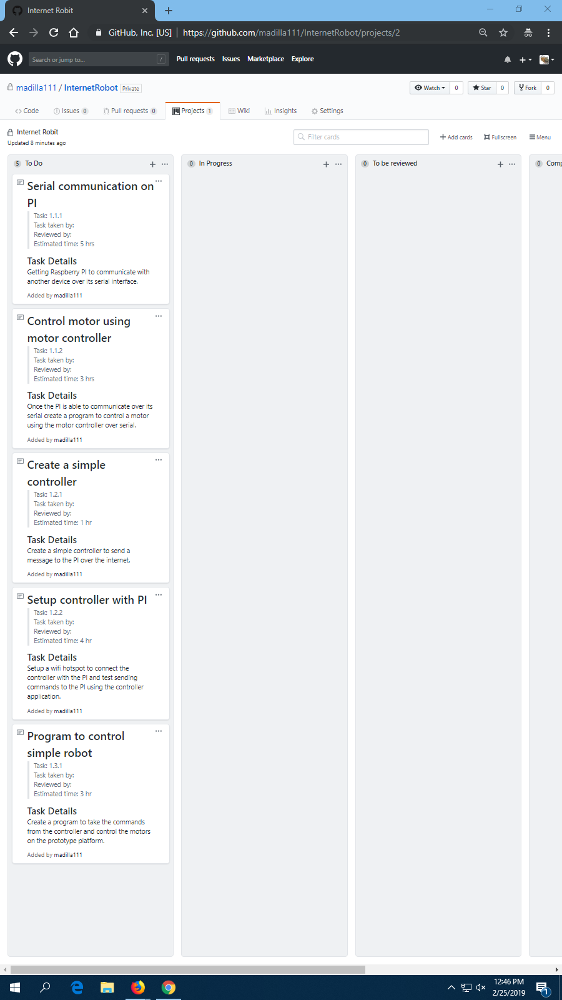 Internet Robit
GitHub, Inc. [US] | https://github.com/madilla111/InternetRobot/projects/2
Search or jump to... /
Pull requests Issues Marketplace Explore
madilla111 / InternetRobot Private
Watch 0 Star 0 Fork 0
Code Issues 0 Pull requests 0 Projects 1 Wiki Insights Settings
Internet Robit
Updated 8 minutes ago
Filter cards
Add cards Fullscreen Menu
5 To Do
Serial communication on
PI
Task: 1.1.1
Task taken by:
Reviewed by:
Estimated time: 5 hrs
Task Details
Getting Raspberry PI to communicate with
another device over its serial interface.
Added by madilla111
Control motor using
motor controller
Task: 1.1.2
Task taken by:
Reviewed by:
Estimated time: 3 hrs
Task Details
Once the PI is able to communicate over its
serial create a program to control a motor
using the motor controller over serial.
Added by madilla111
Create a simple
controller
Task: 1.2.1
Task taken by:
Reviewed by:
Estimated time: 1 hr
Task Details
Create a simple controller to send a
message to the PI over the internet.
Added by madilla111
Setup controller with PI
Task: 1.2.2
Task taken by:
Reviewed by:
Estimated time: 4 hr
Task Details
Setup a wifi hotspot to connect the
controller with the PI and test sending
commands to the PI using the controller
application.
Added by madilla111
Program to control
simple robot
Task: 1.3.1
Task taken by:
Reviewed by:
Estimated time: 3 hr
Task Details
Create a program to take the commands
from the controller and control the motors
on the prototype platform.
Added by madilla111
0 In Progress
0 To be reviewed
0 Comp
12:46 PM
2/25/2019
1